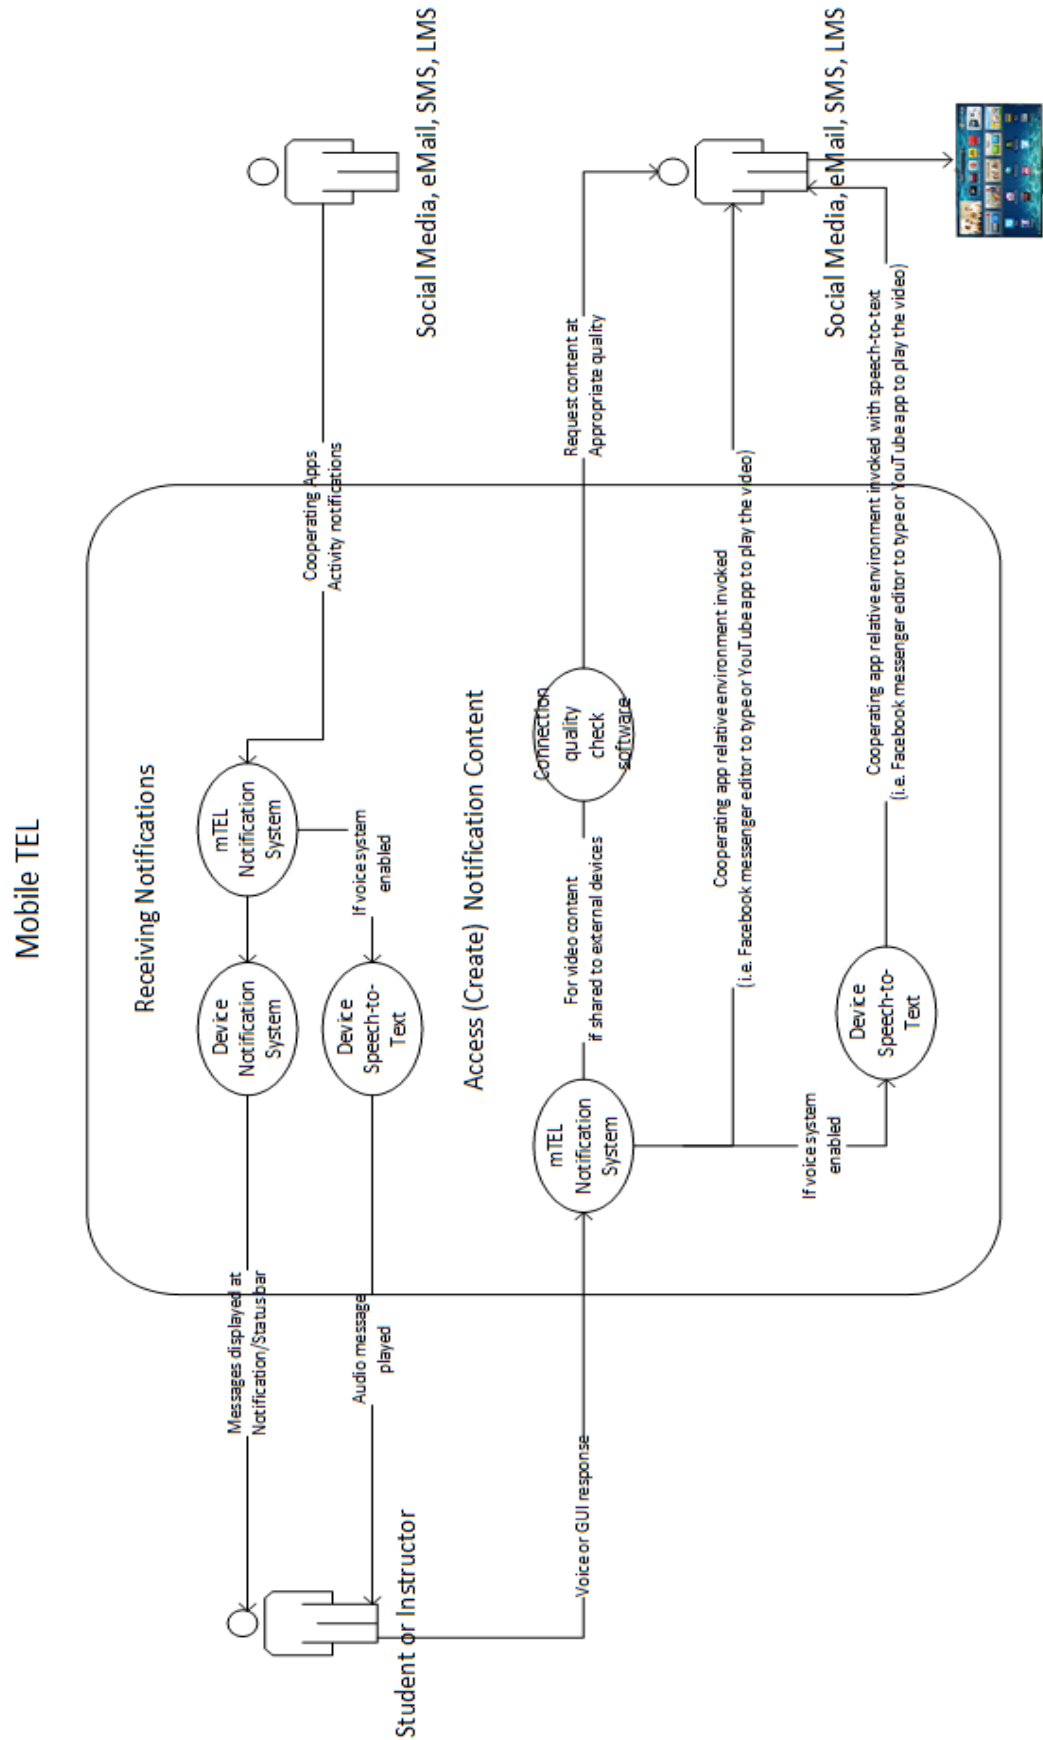 Mobile TEL
Receiving Notifications
Messages displayed at
Notification/Status bar
Device
Notification
System
mTEL
Notification
System
Cooperating Apps
Activity notifications
Social Media, eMail, SMS, LMS
Audio message
played
Device
Speech-to-
Text
If voice system
enabled
Student or Instructor
Access (Create) Notification Content
Voice or GUI response
mTEL
Notification
System
For video content
if shared to external devices
Connection
quality
check
software
Request content at
Appropriate quality
Cooperating app relative environment invoked
(i.e. Facebook messenger editor to type or YouTube app to play the video)
Social Media, eMail, SMS, LMS
If voice system
enabled
Device
Speech-to-
Text
Cooperating app relative environment invoked with speech-to-text
(i.e. Facebook messenger editor to type or YouTube app to play the video)